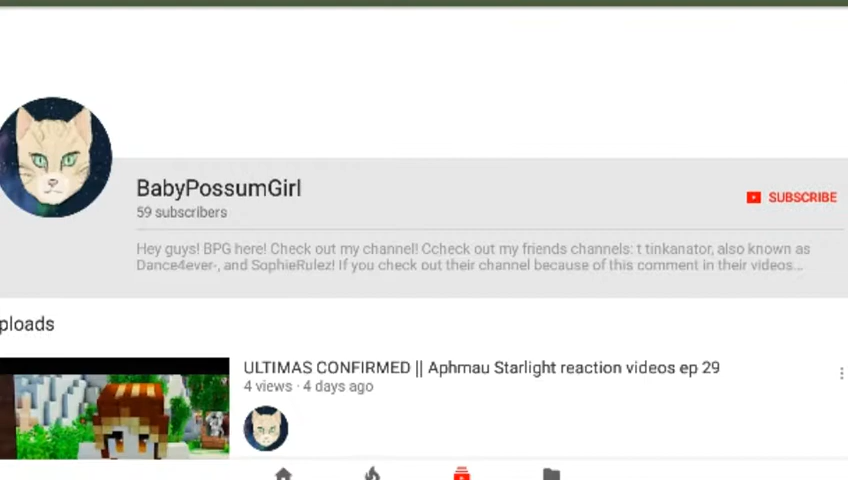 BabyPossumGirl
59 subscribers
SUBSCRIBE
Hey guys! BPG here! Check out my channel! Ccheck out my friends channels: t tinkanator, also known as
Dance4ever-, and SophieRulez! If you check out their channel because of this comment in their videos...
ploads
ULTIMAS CONFIRMED || Aphmau Starlight reaction videos ep 29
4 views · 4 days ago